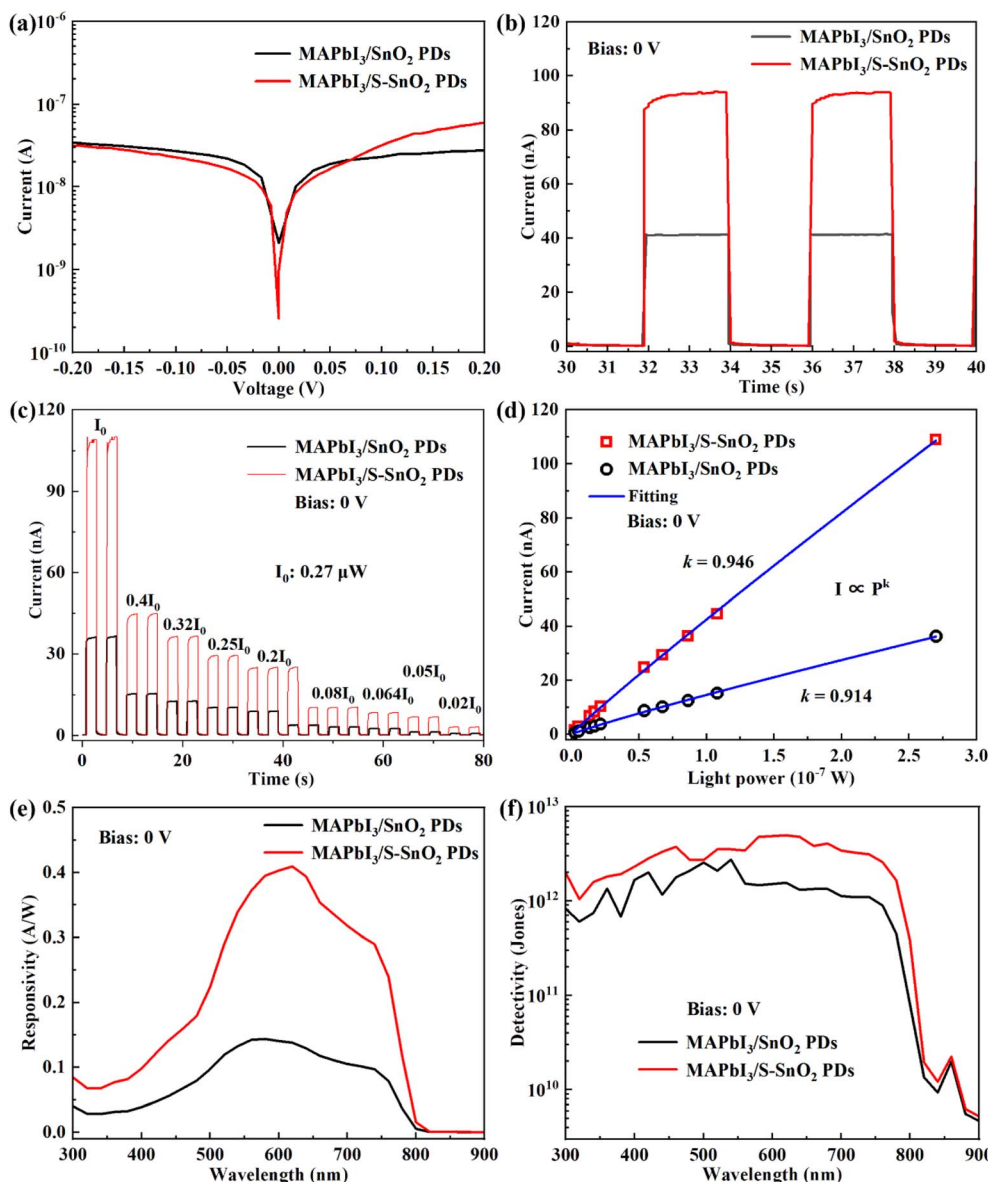 (a)
10⁻⁶
10⁻⁷
10⁻⁸
10⁻⁹
10⁻¹⁰
Current (A)
MAPbI₃/SnO₂ PDs
MAPbI₃/S-SnO₂ PDs
-0.20 -0.15 -0.10 -0.05 0.00 0.05 0.10 0.15 0.20
Voltage (V)
(b)
120
100
80
60
40
20
0
Current (nA)
Bias: 0 V
MAPbI₃/SnO₂ PDs
MAPbI₃/S-SnO₂ PDs
30 31 32 33 34 35 36 37 38 39 40
Time (s)
(c)
120
90
60
30
0
Current (nA)
I₀
MAPbI₃/SnO₂ PDs
MAPbI₃/S-SnO₂ PDs
Bias: 0 V
I₀: 0.27 μW
0.4I₀
0.32I₀
0.25I₀
0.2I₀
0.08I₀
0.064I₀
0.05I₀
0.02I₀
0 20 40 60 80
Time (s)
(d)
120
100
80
60
40
20
0
Current (nA)
MAPbI₃/S-SnO₂ PDs
MAPbI₃/SnO₂ PDs
Fitting
Bias: 0 V
k = 0.946
I ∝ Pᵏ
k = 0.914
0.0 0.5 1.0 1.5 2.0 2.5 3.0
Light power (10⁻⁷ W)
(e)
0.5
0.4
0.3
0.2
0.1
0.0
Responsivity (A/W)
Bias: 0 V
MAPbI₃/SnO₂ PDs
MAPbI₃/S-SnO₂ PDs
300 400 500 600 700 800 900
Wavelength (nm)
(f)
10¹³
10¹²
10¹¹
10¹⁰
Detectivity (Jones)
Bias: 0 V
MAPbI₃/SnO₂ PDs
MAPbI₃/S-SnO₂ PDs
300 400 500 600 700 800 900
Wavelength (nm)